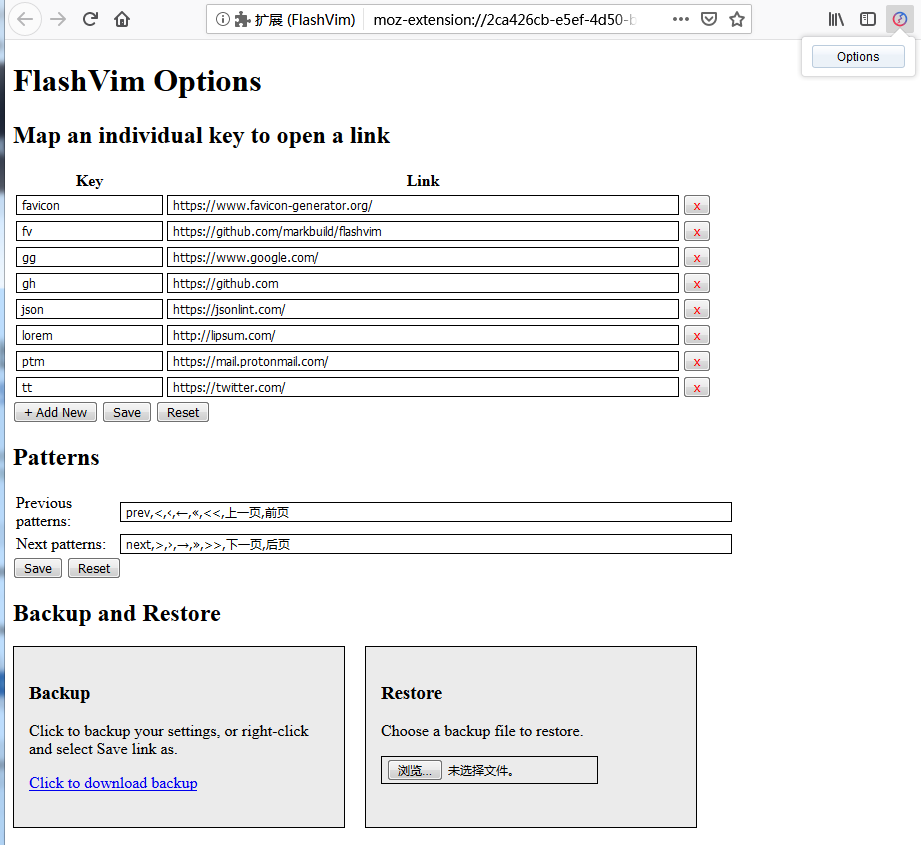 扩展 (FlashVim) moz-extension://2ca426cb-e5ef-4d50-b
Options
FlashVim Options
Map an individual key to open a link
Key Link
favicon https://www.favicon-generator.org/ x
fv https://github.com/markbuild/flashvim x
gg https://www.google.com/ x
gh https://github.com x
json https://jsonlint.com/ x
lorem http://lipsum.com/ x
ptm https://mail.protonmail.com/ x
tt https://twitter.com/ x
+ Add New Save Reset
Patterns
Previous
patterns: prev,<,‹,←,«,<<,上一页,前页
Next patterns: next,>,›,→,»,>>,下一页,后页
Save Reset
Backup and Restore
Backup
Click to backup your settings, or right-click
and select Save link as.
Click to download backup
Restore
Choose a backup file to restore.
浏览... 未选择文件。